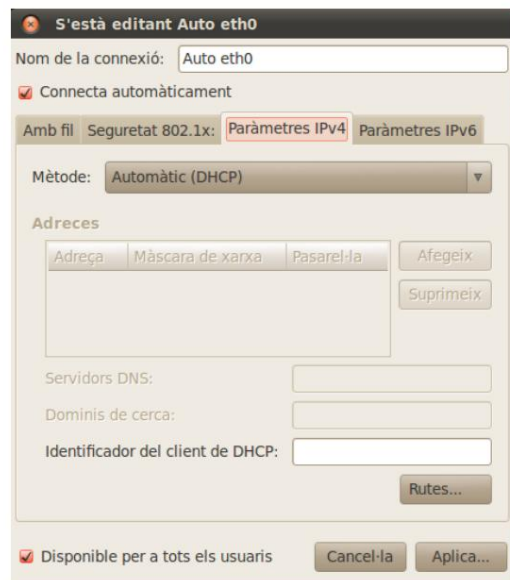 S'està editant Auto eth0
Nom de la connexió: Auto eth0
Connecta automàticament
Amb fil Seguretat 802.1x: Paràmetres IPv4 Paràmetres IPv6
Mètode: Automàtic (DHCP)
Adreces
Adreça Màscara de xarxa Pasarel·la Afegeix
Suprimeix
Servidors DNS:
Dominis de cerca:
Identificador del client de DHCP:
Rutes...
Disponible per a tots els usuaris Cancel·la Aplica...